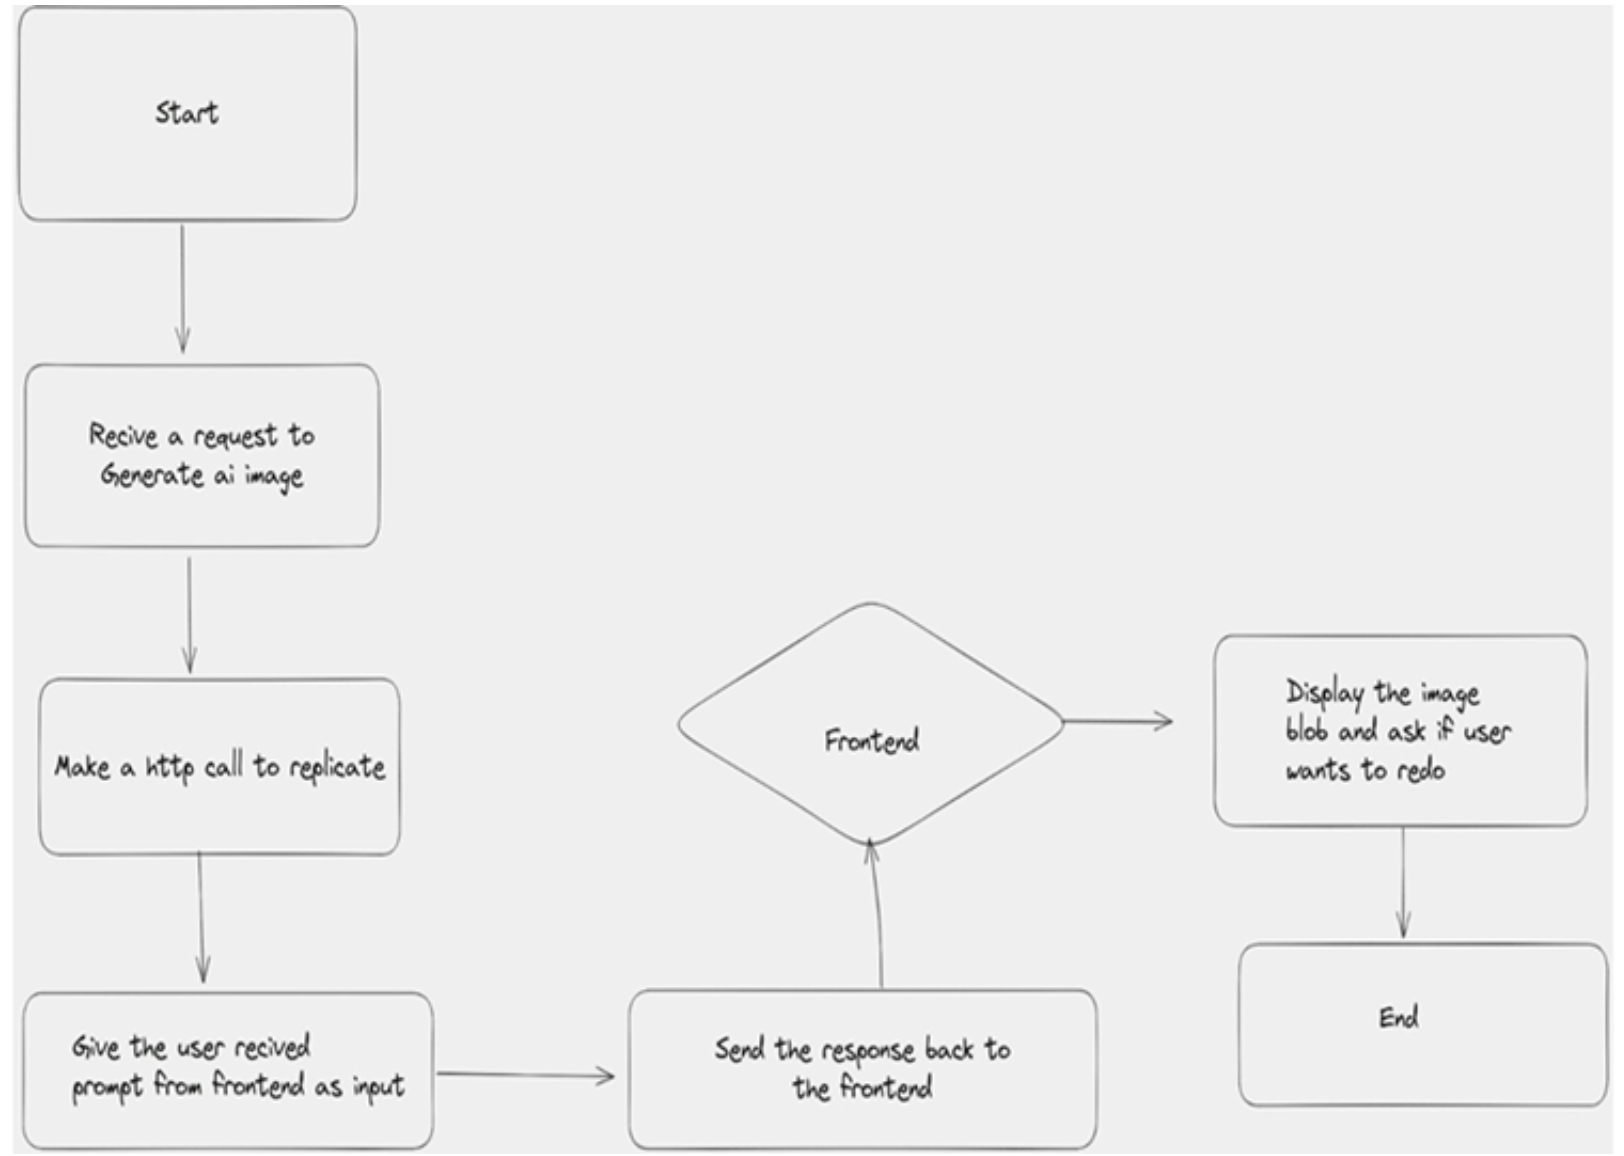 Start
Recive a request to
Generate ai image
Make a http call to replicate
Give the user recived
prompt from frontend as input
Send the response back to
the frontend
Frontend
Display the image
blob and ask if user
wants to redo
End